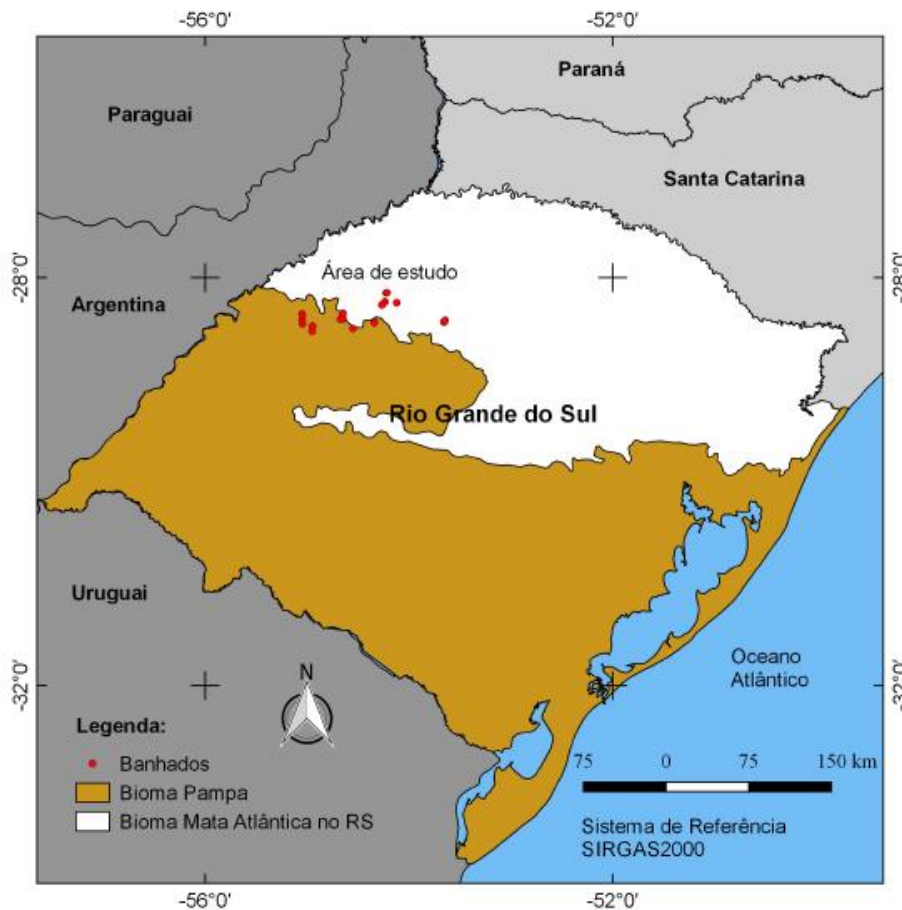 -56°0'
-52°0'
Paraná
Paraguai
Santa Catarina
-28°0'
Área de estudo
-28°0'
Argentina
Rio Grande do Sul
Uruguai
N
Oceano
Atlântico
-32°0'
-32°0'
Legenda:
Banhados
Bioma Pampa
Bioma Mata Atlântica no RS
75 0 75 150 km
Sistema de Referência
SIRGAS2000
-56°0'
-52°0'